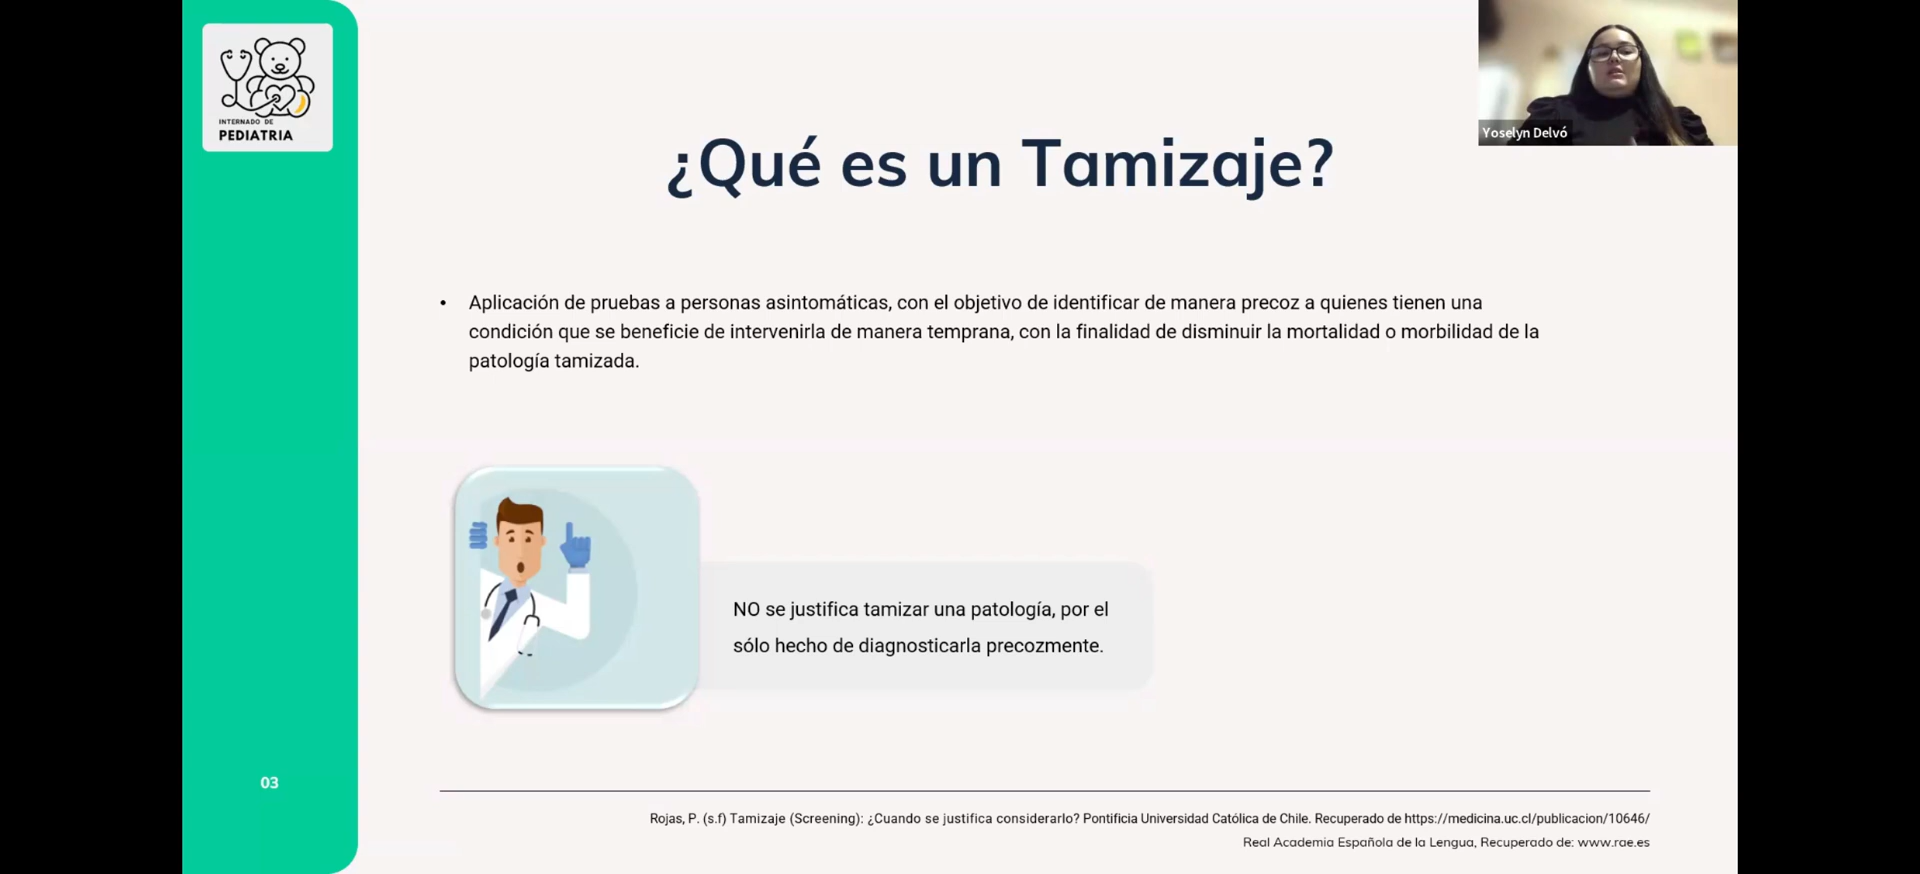 INTERNADO DE
PEDIATRIA
Yoselyn Delvó
¿Qué es un Tamizaje?
• Aplicación de pruebas a personas asintomáticas, con el objetivo de identificar de manera precoz a quienes tienen una
condición que se beneficie de intervenirla de manera temprana, con la finalidad de disminuir la mortalidad o morbilidad de la
patología tamizada.
NO se justifica tamizar una patología, por el
sólo hecho de diagnosticarla precozmente.
03
Rojas, P. (s.f) Tamizaje (Screening): ¿Cuando se justifica considerarlo? Pontificia Universidad Católica de Chile. Recuperado de https://medicina.uc.cl/publicacion/10646/
Real Academia Española de la Lengua, Recuperado de: www.rae.es